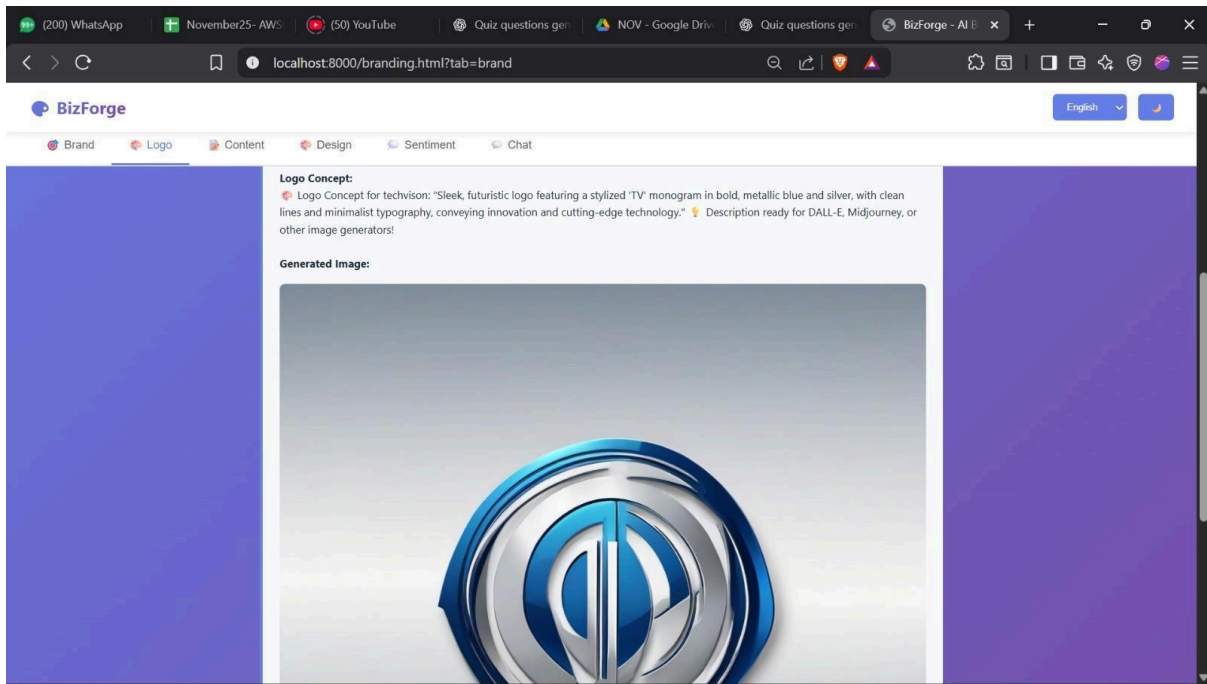 99+ (200) WhatsApp
November25- AWS
(50) YouTube
Quiz questions gen
NOV - Google Driv
Quiz questions gen
BizForge - AI B
localhost:8000/branding.html?tab=brand
BizForge
English
Brand
Logo
Content
Design
Sentiment
Chat
Logo Concept:
Logo Concept for techvison: "Sleek, futuristic logo featuring a stylized 'TV' monogram in bold, metallic blue and silver, with clean
lines and minimalist typography, conveying innovation and cutting-edge technology." Description ready for DALL-E, Midjourney, or
other image generators!
Generated Image: